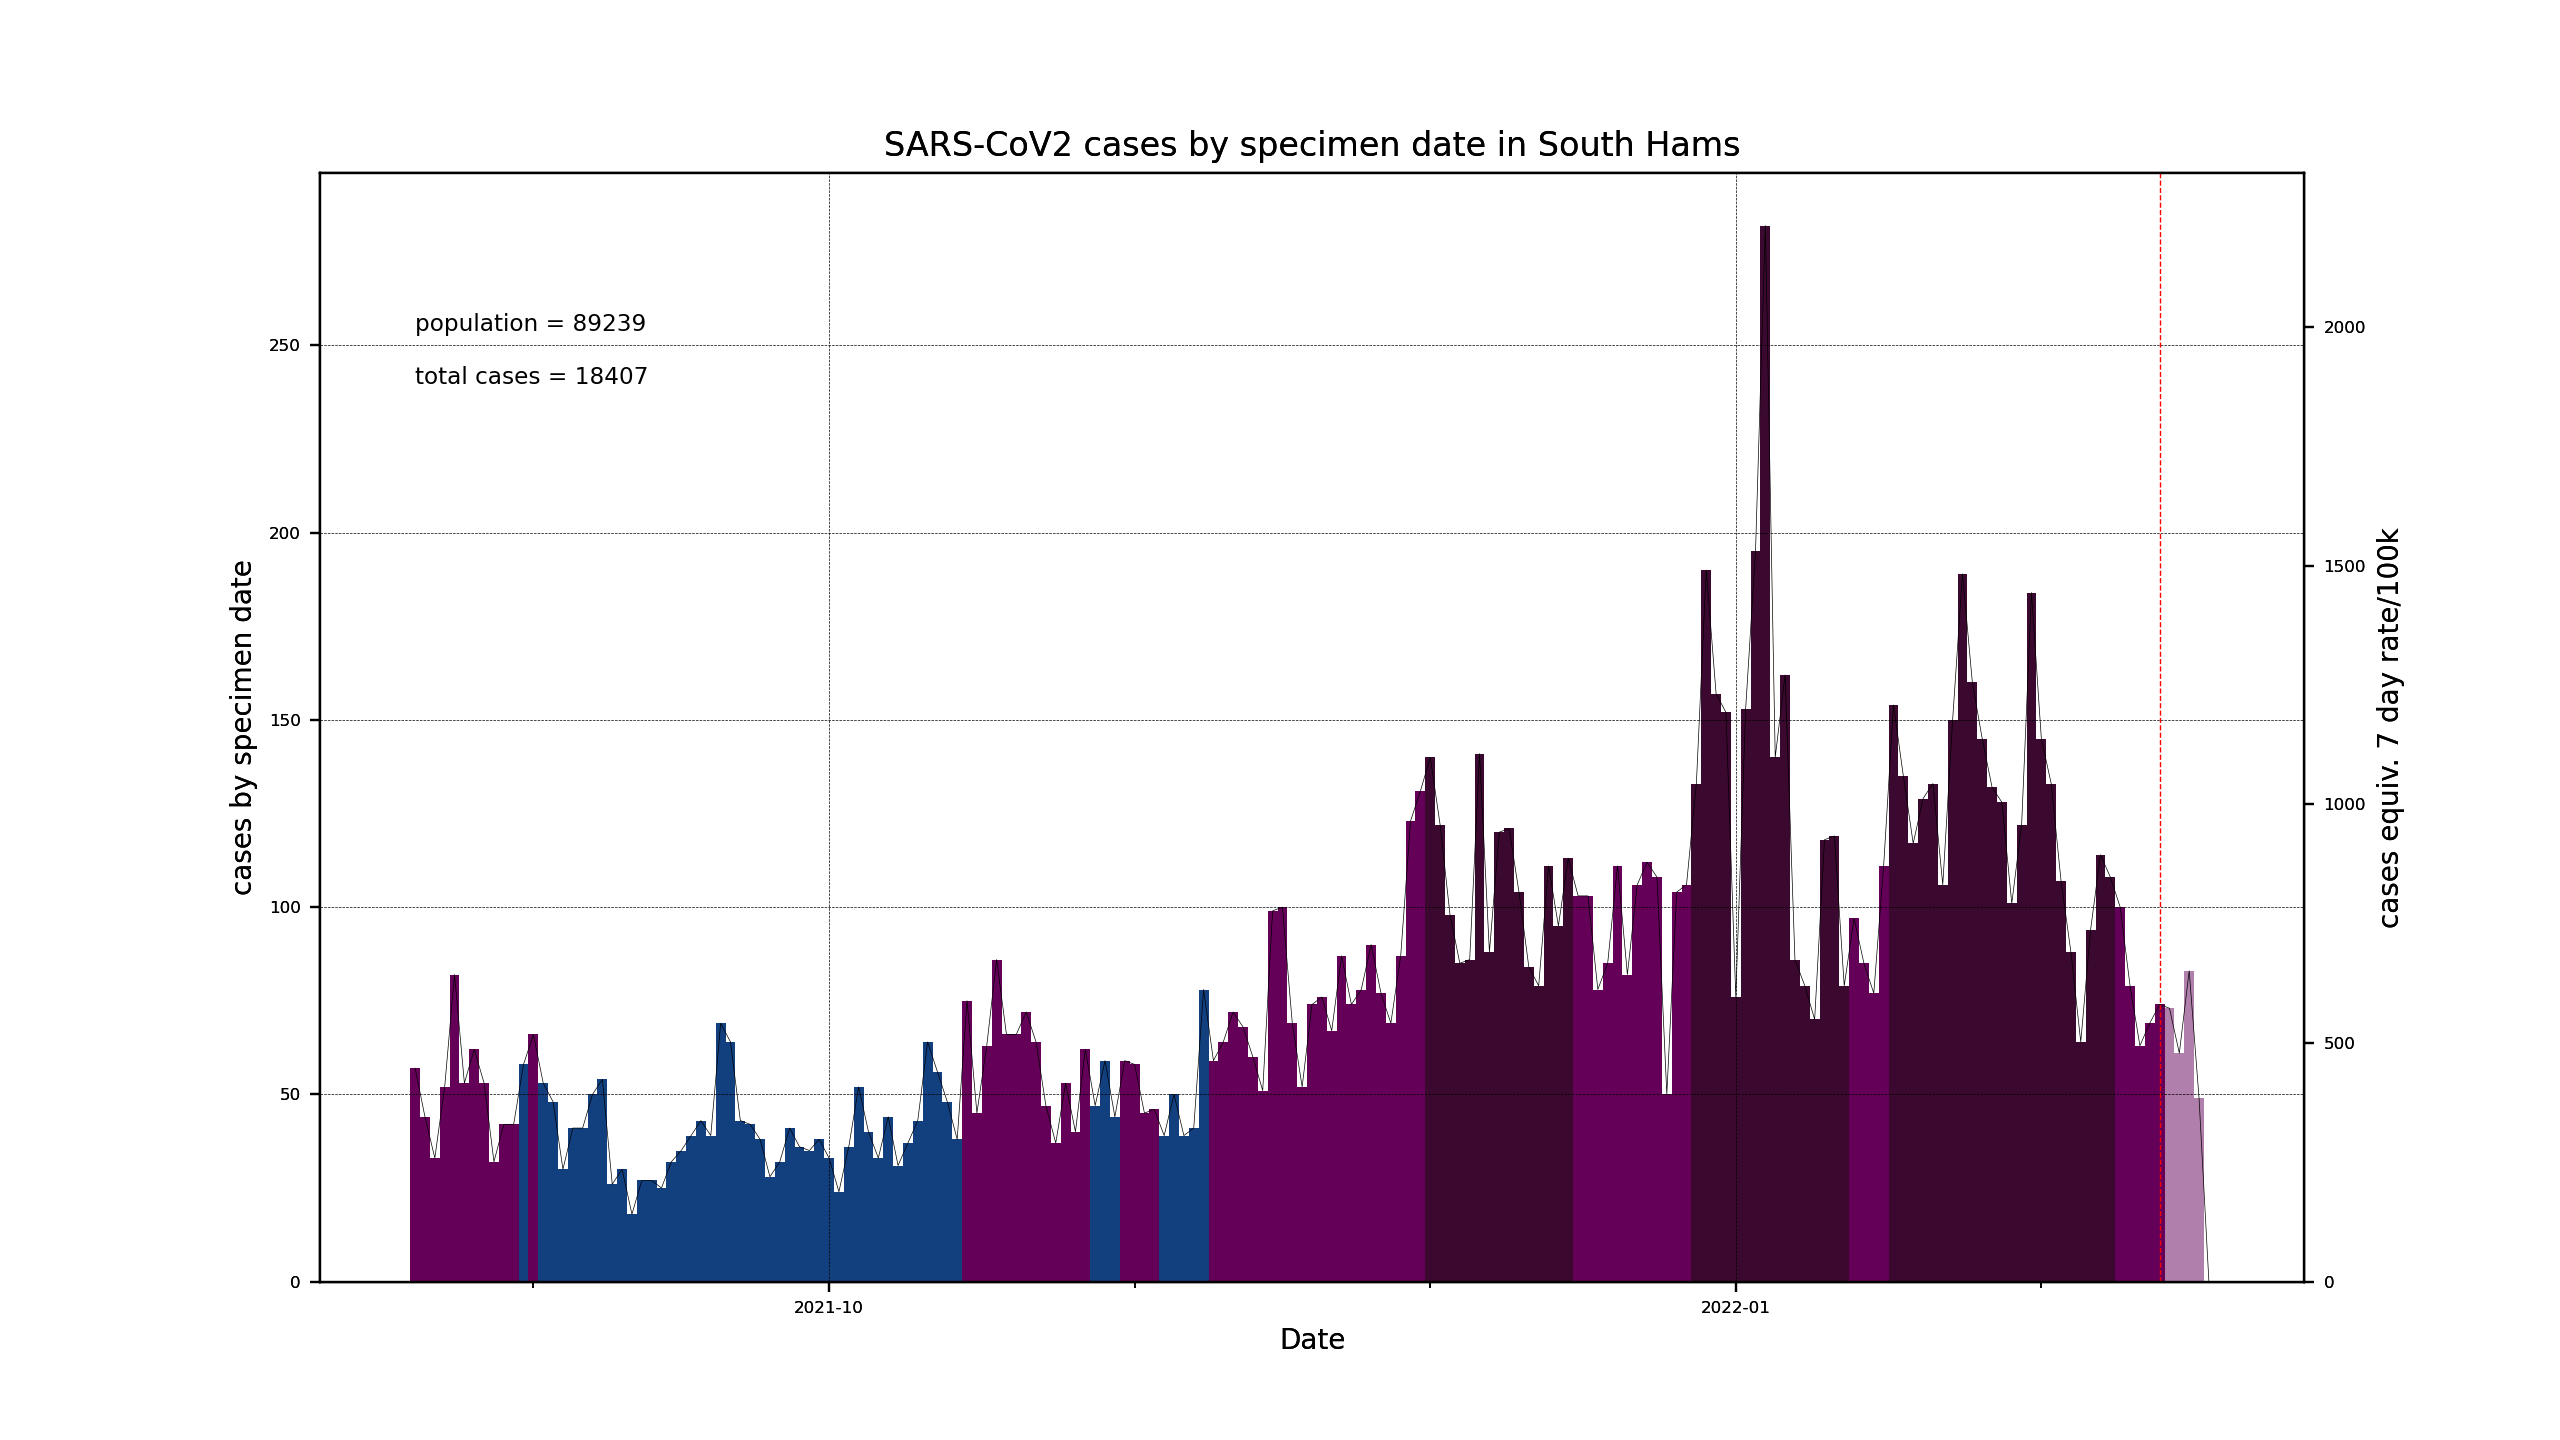 SARS-CoV2 cases by specimen date in South Hams
population = 89239
total cases = 18407
cases by specimen date
250
200
150
100
50
0
2000
1500
1000
500
0
cases equiv. 7 day rate/100k
2021-10
2022-01
Date